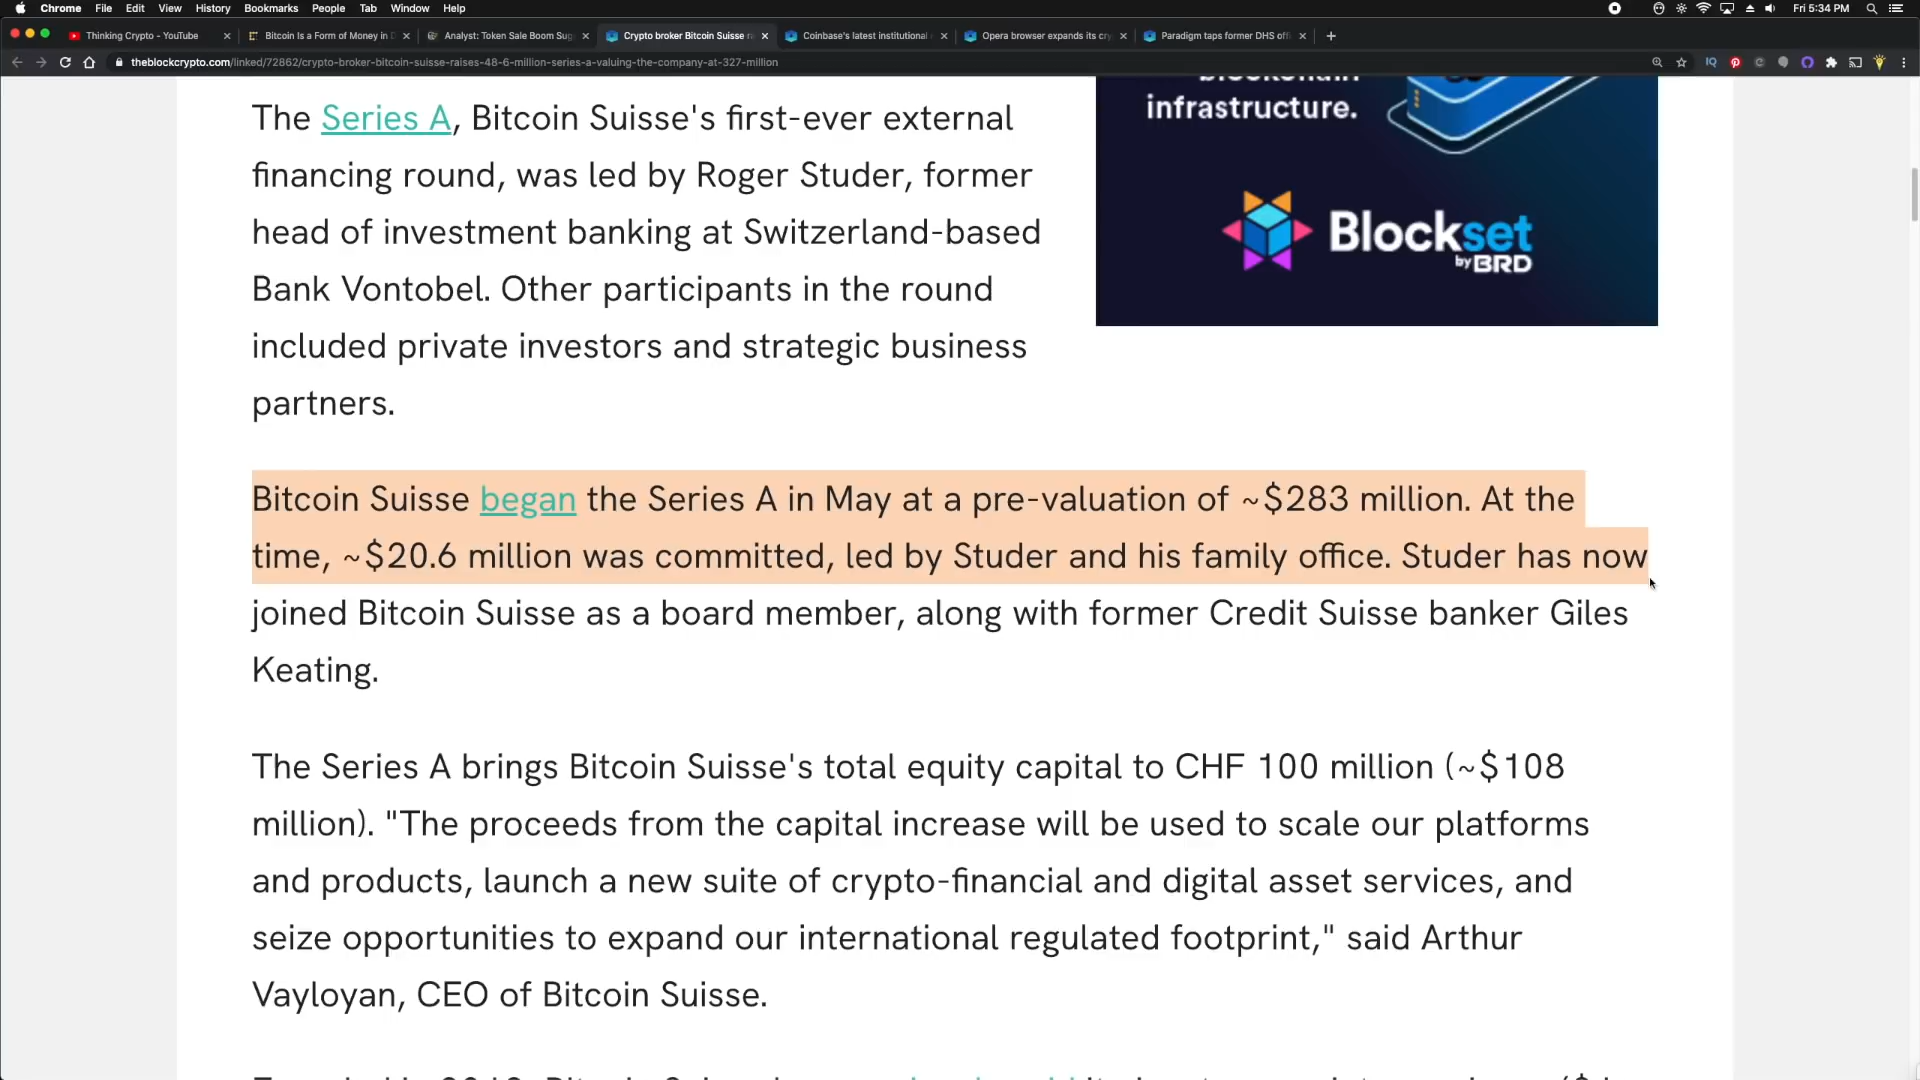 Chrome File Edit View History Bookmarks People Tab Window Help Fri 5:34 PM
Thinking Crypto - YouTube Bitcoin Is a Form of Money in D Analyst: Token Sale Boom Sug Crypto broker Bitcoin Suisse ra Coinbase's latest institutional Opera browser expands its cry Paradigm taps former DHS off
theblockcrypto.com/linked/72862/crypto-broker-bitcoin-suisse-raises-48-6-million-series-a-valuing-the-company-at-327-million
infrastructure.
Blockset
by BRD
The Series A, Bitcoin Suisse's first-ever external
financing round, was led by Roger Studer, former
head of investment banking at Switzerland-based
Bank Vontobel. Other participants in the round
included private investors and strategic business
partners.
Bitcoin Suisse began the Series A in May at a pre-valuation of ~$283 million. At the
time, ~$20.6 million was committed, led by Studer and his family office. Studer has now
joined Bitcoin Suisse as a board member, along with former Credit Suisse banker Giles
Keating.
The Series A brings Bitcoin Suisse's total equity capital to CHF 100 million (~$108
million). "The proceeds from the capital increase will be used to scale our platforms
and products, launch a new suite of crypto-financial and digital asset services, and
seize opportunities to expand our international regulated footprint," said Arthur
Vayloyan, CEO of Bitcoin Suisse.